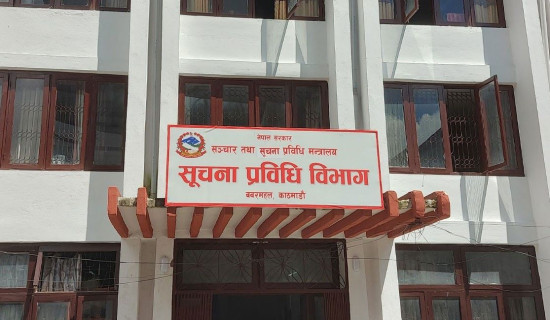 नेपाल सरकार
सञ्चार तथा सूचना प्रविधि मन्त्रालय
सूचना प्रविधि विभाग
बबरमहल, काठमाडौं